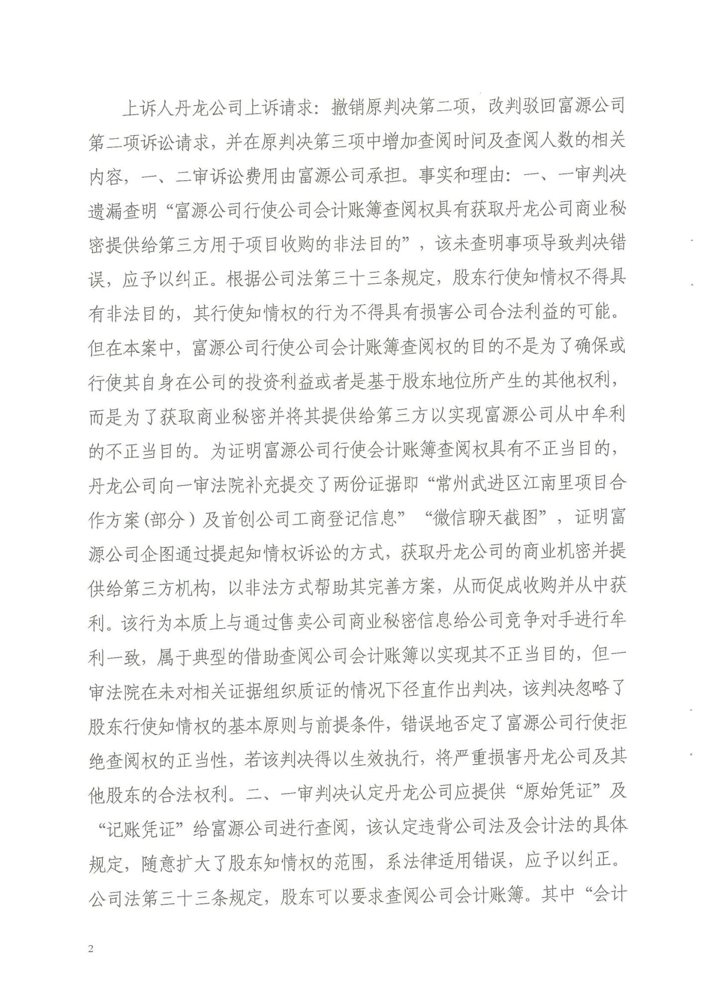 上诉人丹龙公司上诉请求：撤销原判决第二项，改判驳回富源公司
第二项诉讼请求，并在原判决第三项中增加查阅时间及查阅人数的相关
内容，一、二审诉讼费用由富源公司承担。事实和理由：一、一审判决
遗漏查明“富源公司行使公司会计账簿查阅权具有获取丹龙公司商业秘
密提供给第三方用于项目收购的非法目的”，该未查明事项导致判决错
误，应予以纠正。根据公司法第三十三条规定，股东行使知情权不得具
有非法目的，其行使知情权的行为不得具有损害公司合法利益的可能。
但在本案中，富源公司行使公司会计账簿查阅权的目的不是为了确保或
行使其自身在公司的投资利益或者是基于股东地位所产生的其他权利，
而是为了获取商业秘密并将其提供给第三方以实现富源公司从中牟利
的不正当目的。为证明富源公司行使会计账簿查阅权具有不正当目的，
丹龙公司向一审法院补充提交了两份证据即“常州武进区江南里项目合
作方案(部分）及首创公司工商登记信息” “微信聊天截图”，证明富
源公司企图通过提起知情权诉讼的方式，获取丹龙公司的商业机密并提
供给第三方机构，以非法方式帮助其完善方案，从而促成收购并从中获
利。该行为本质上与通过售卖公司商业秘密信息给公司竞争对手进行牟
利一致，属于典型的借助查阅公司会计账簿以实现其不正当目的，但一
审法院在未对相关证据组织质证的情况下径直作出判决，该判决忽略了
股东行使知情权的基本原则与前提条件，错误地否定了富源公司行使拒
绝查阅权的正当性，若该判决得以生效执行，将严重损害丹龙公司及其
他股东的合法权利。二、一审判决认定丹龙公司应提供“原始凭证”及
“记账凭证”给富源公司进行查阅，该认定违背公司法及会计法的具体
规定，随意扩大了股东知情权的范围，系法律适用错误，应予以纠正。
公司法第三十三条规定，股东可以要求查阅公司会计账簿。其中“会计
2